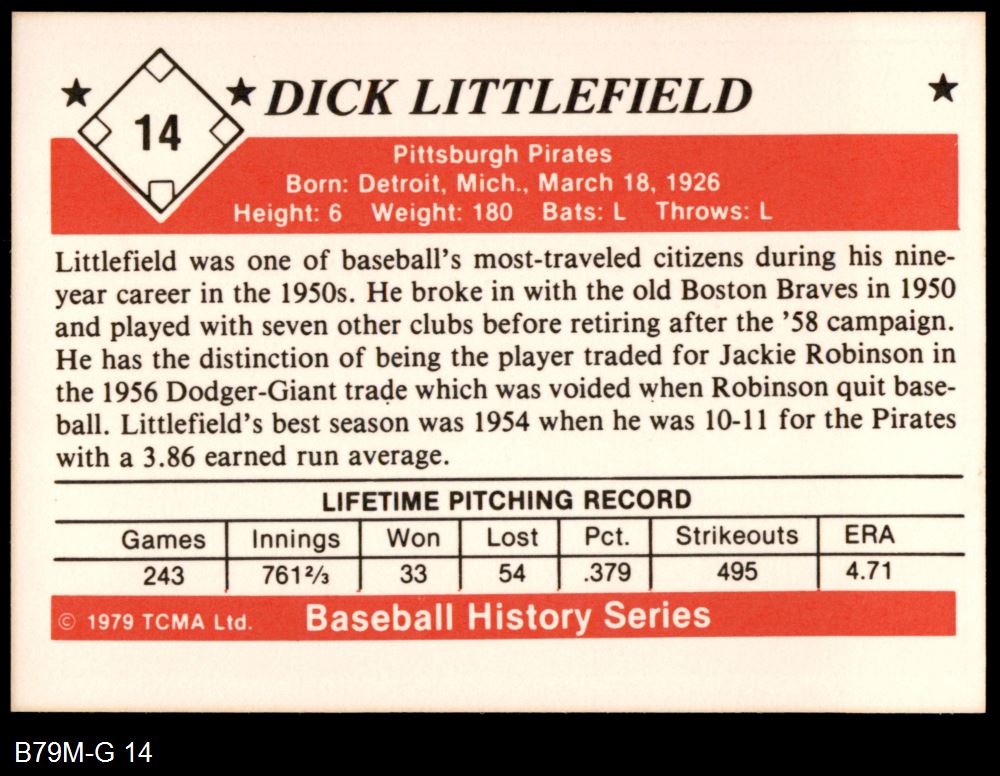 14
DICK LITTLEFIELD
Pittsburgh Pirates
Born: Detroit, Mich., March 18, 1926
Height: 6 Weight: 180 Bats: L Throws: L
Littlefield was one of baseball's most-traveled citizens during his nine-
year career in the 1950s. He broke in with the old Boston Braves in 1950
and played with seven other clubs before retiring after the '58 campaign.
He has the distinction of being the player traded for Jackie Robinson in
the 1956 Dodger-Giant trade which was voided when Robinson quit base-
ball. Littlefield's best season was 1954 when he was 10-11 for the Pirates
with a 3.86 earned run average.
LIFETIME PITCHING RECORD
Games Innings Won Lost Pct. Strikeouts ERA
243 761⅔ 33 54 .379 495 4.71
© 1979 TCMA Ltd. Baseball History Series
B79M-G 14